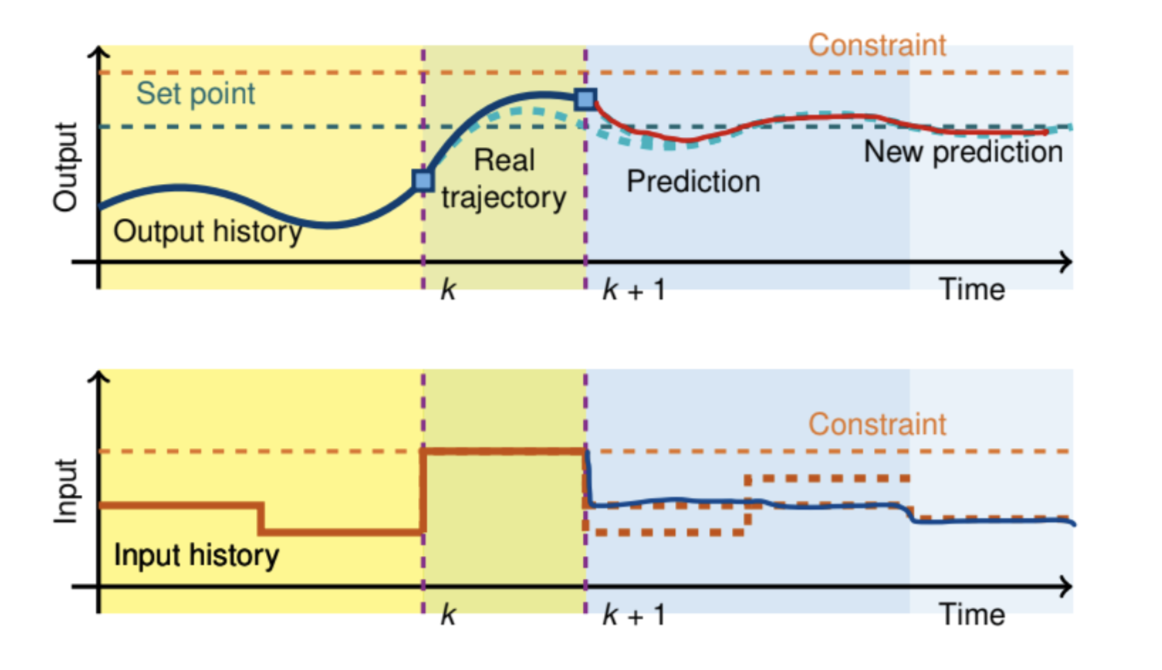 Constraint
Set point
Output
Real
trajectory
New prediction
Prediction
Output history
k
k + 1
Time
Constraint
Input
Input history
k
k + 1
Time